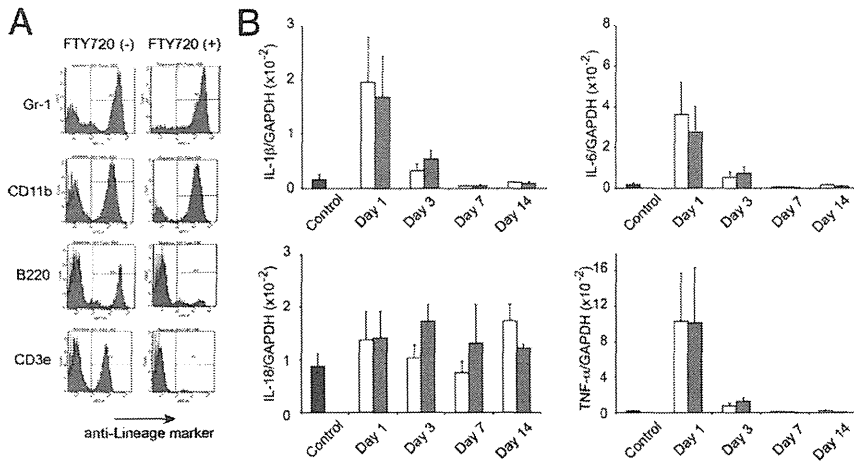 A
FTY720 (-)
FTY720 (+)
Gr-1
CD11b
B220
CD3e
anti-Lineage marker
B
IL-1β/GAPDH (x10-2)
3
2
1
0
Control
Day 1
Day 3
Day 7
Day 14
IL-6/GAPDH (x10-2)
8
6
4
2
0
Control
Day 1
Day 3
Day 7
Day 14
IL-18/GAPDH (x10-2)
3
2
1
0
Control
Day 1
Day 3
Day 7
Day 14
TNF-α/GAPDH (x10-2)
16
12
8
4
0
Control
Day 1
Day 3
Day 7
Day 14